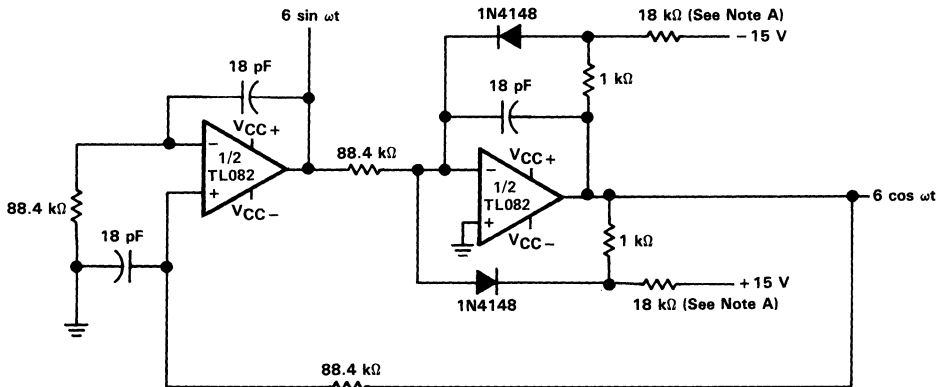 6 sin ωt
1N4148
18 kΩ (See Note A)
− 15 V
18 pF
18 pF
1 kΩ
VCC +
−
1/2
TL082
+
VCC −
88.4 kΩ
88.4 kΩ
18 pF
VCC +
−
1/2
TL082
+
VCC −
6 cos ωt
1 kΩ
1N4148
+ 15 V
18 kΩ (See Note A)
88.4 kΩ